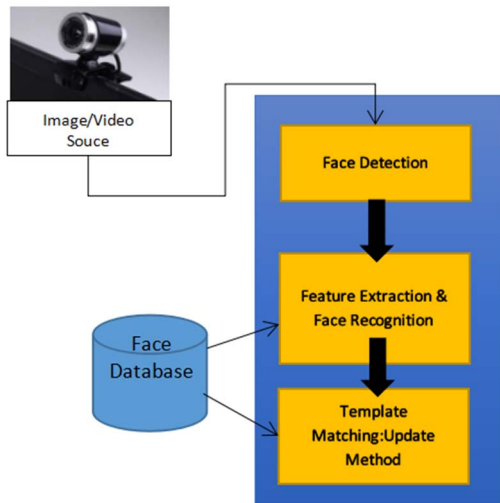 Image/Video
Souce
Face Detection
Feature Extraction &
Face Recognition
Face
Database
Template
Matching:Update
Method